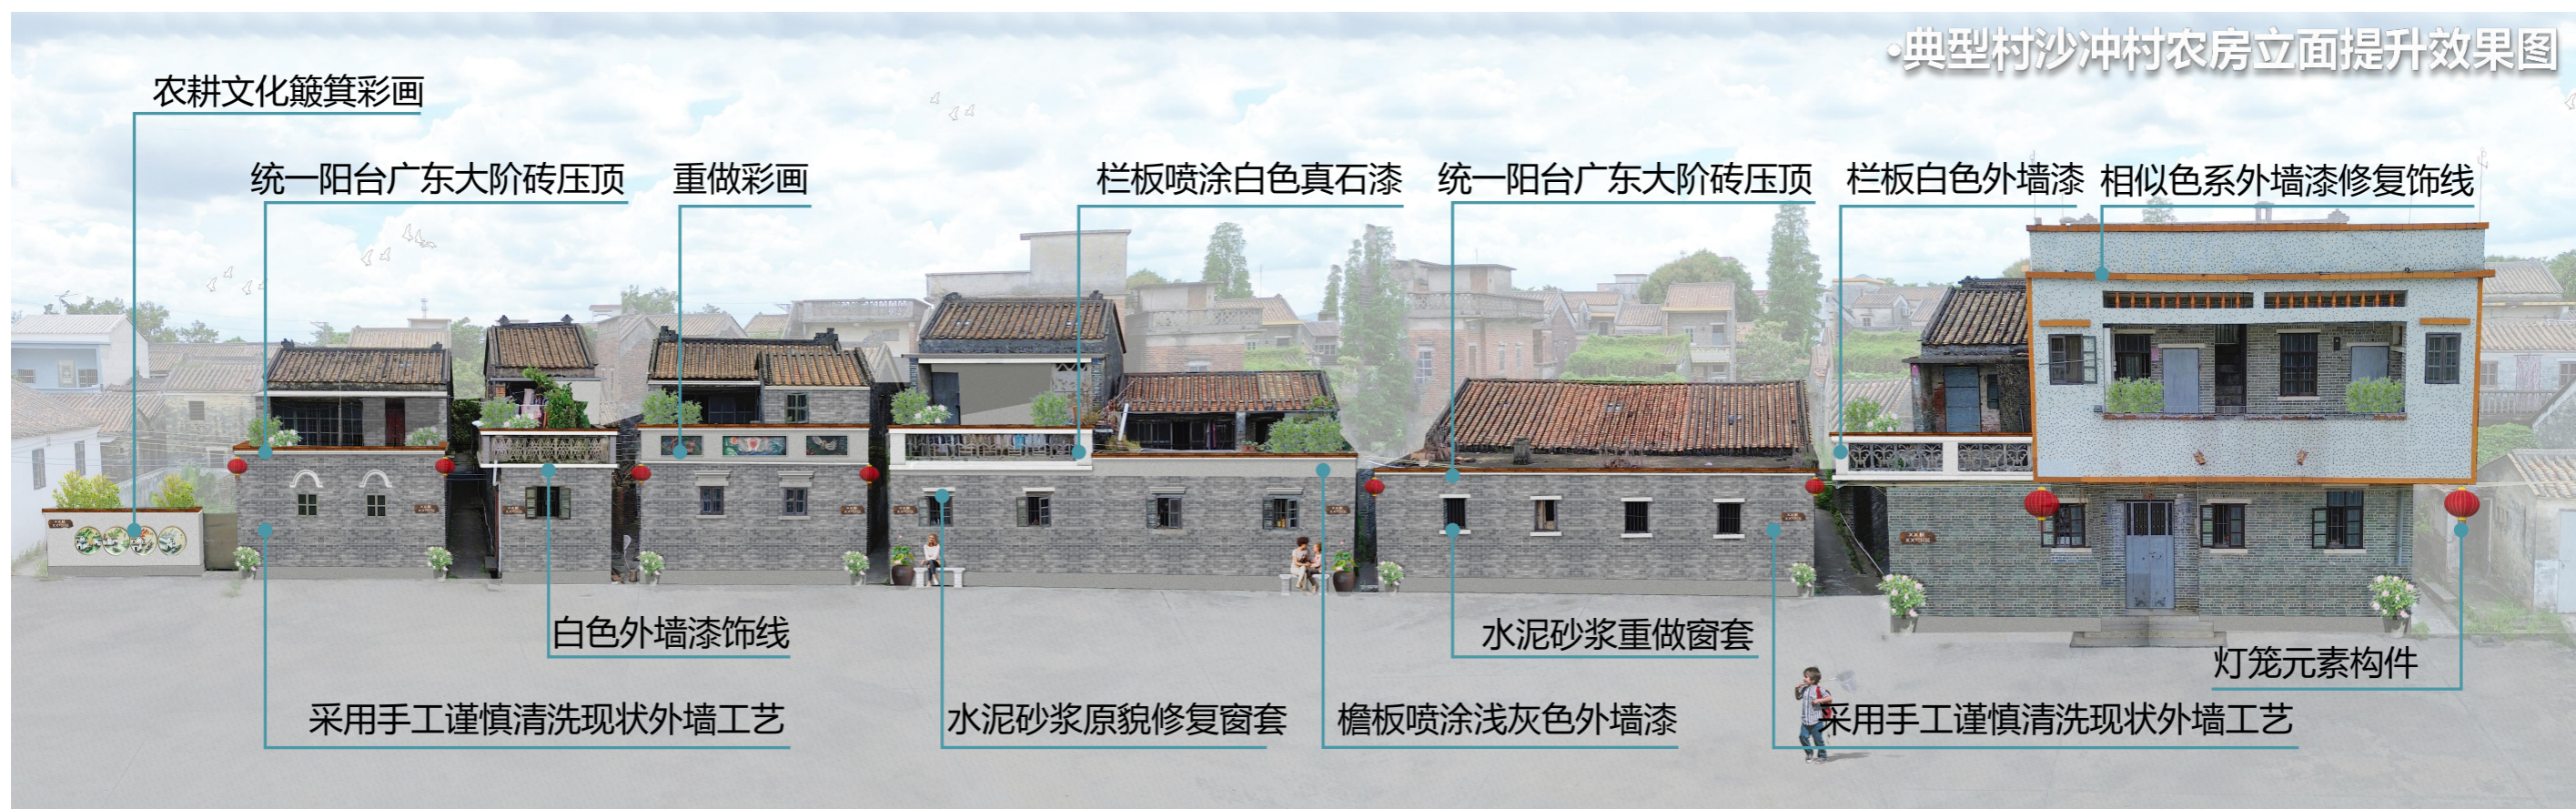 •典型村沙冲村农房立面提升效果图
农耕文化簸箕彩画
统一阳台广东大阶砖压顶
重做彩画
栏板喷涂白色真石漆
统一阳台广东大阶砖压顶
栏板白色外墙漆
相似色系外墙漆修复饰线
白色外墙漆饰线
水泥砂浆重做窗套
灯笼元素构件
采用手工谨慎清洗现状外墙工艺
水泥砂浆原貌修复窗套
檐板喷涂浅灰色外墙漆
采用手工谨慎清洗现状外墙工艺